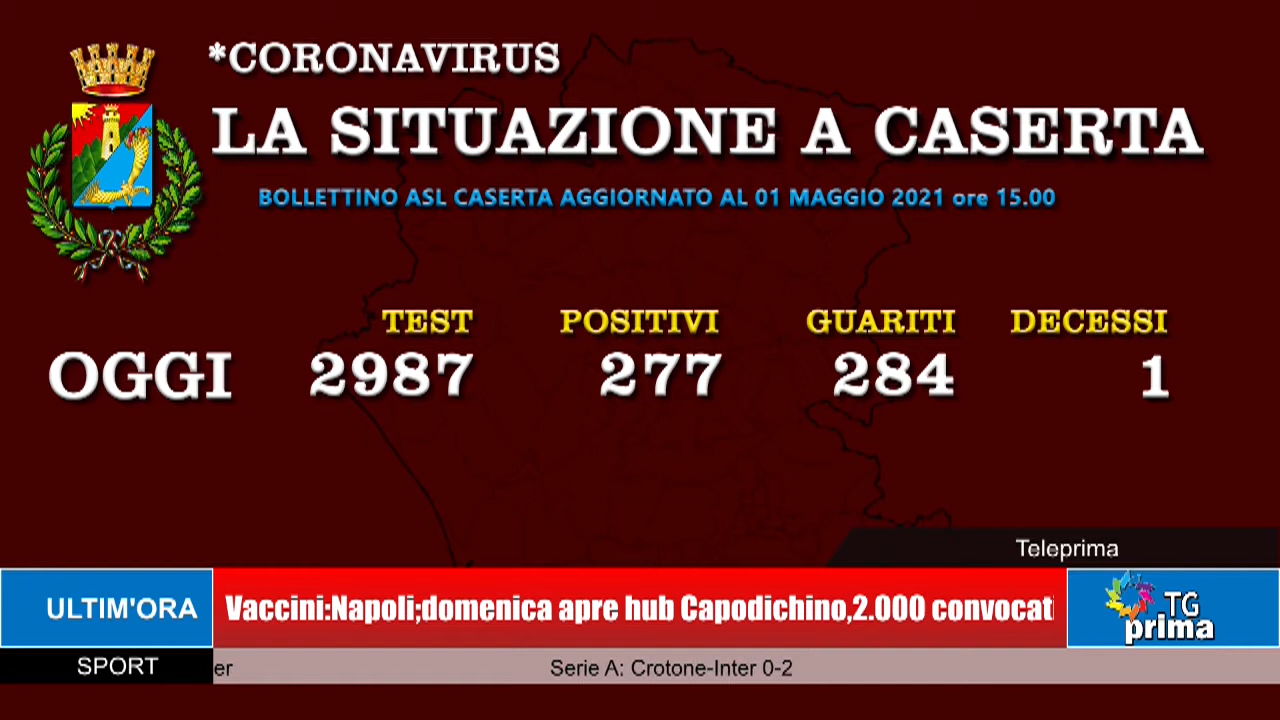 *CORONAVIRUS
LA SITUAZIONE A CASERTA
BOLLETTINO ASL CASERTA AGGIORNATO AL 01 MAGGIO 2021 ore 15.00
TEST POSITIVI GUARITI DECESSI
OGGI 2987 277 284 1
Teleprima
ULTIM'ORA Vaccini:Napoli;domenica apre hub Capodichino,2.000 convocati
TG
prima
SPORT er Serie A: Crotone-Inter 0-2